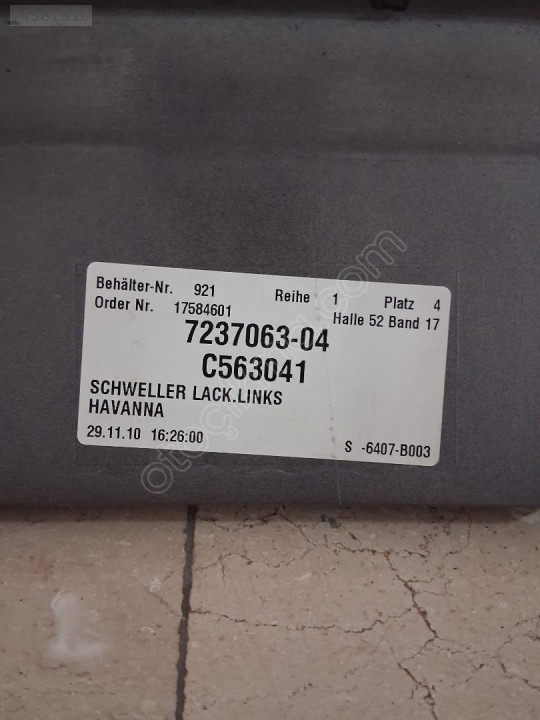 Behälter-Nr. 921 Reihe 1 Platz 4
Order Nr. 17584601 Halle 52 Band 17
7237063-04
C563041
SCHWELLER LACK.LINKS
HAVANNA
29.11.10 16:26:00 S -6407-B003